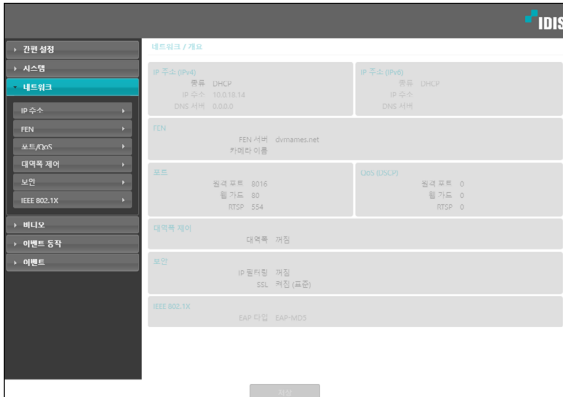 IDIS
간편 설정
시스템
네트워크
IP 주소
FEN
포트/QoS
대역폭 제어
보안
IEEE 802.1X
비디오
이벤트 동작
이벤트
네트워크 / 개요
IP 주소 (IPv4)
종류 DHCP
IP 주소 10.0.18.14
DNS 서버 0.0.0.0
IP 주소 (IPv6)
종류 DHCP
IP 주소
DNS 서버
FEN
FEN 서버 dvrnames.net
카메라 이름
포트
원격 포트 8016
웹 가드 80
RTSP 554
QoS (DSCP)
원격 포트 0
웹 가드 0
RTSP 0
대역폭 제어
대역폭 꺼짐
보안
IP 필터링 꺼짐
SSL 켜진 (표준)
IEEE 802.1X
EAP 타입 EAP-MD5
저장